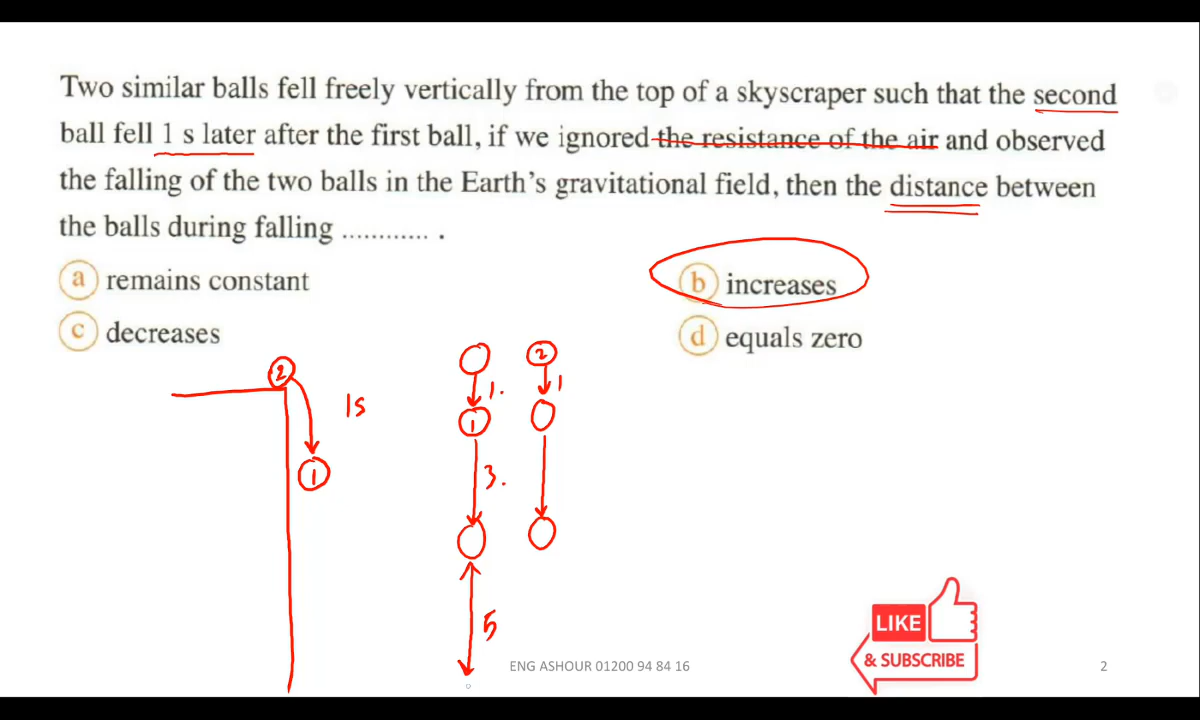 Two similar balls fell freely vertically from the top of a skyscraper such that the second
ball fell 1 s later after the first ball, if we ignored the resistance of the air and observed
the falling of the two balls in the Earth's gravitational field, then the distance between
the balls during falling ............ .
a remains constant
b increases
c decreases
d equals zero
2
1s
1
1.
1
3.
5
2
1
LIKE
& SUBSCRIBE
ENG ASHOUR 01200 94 84 16
2